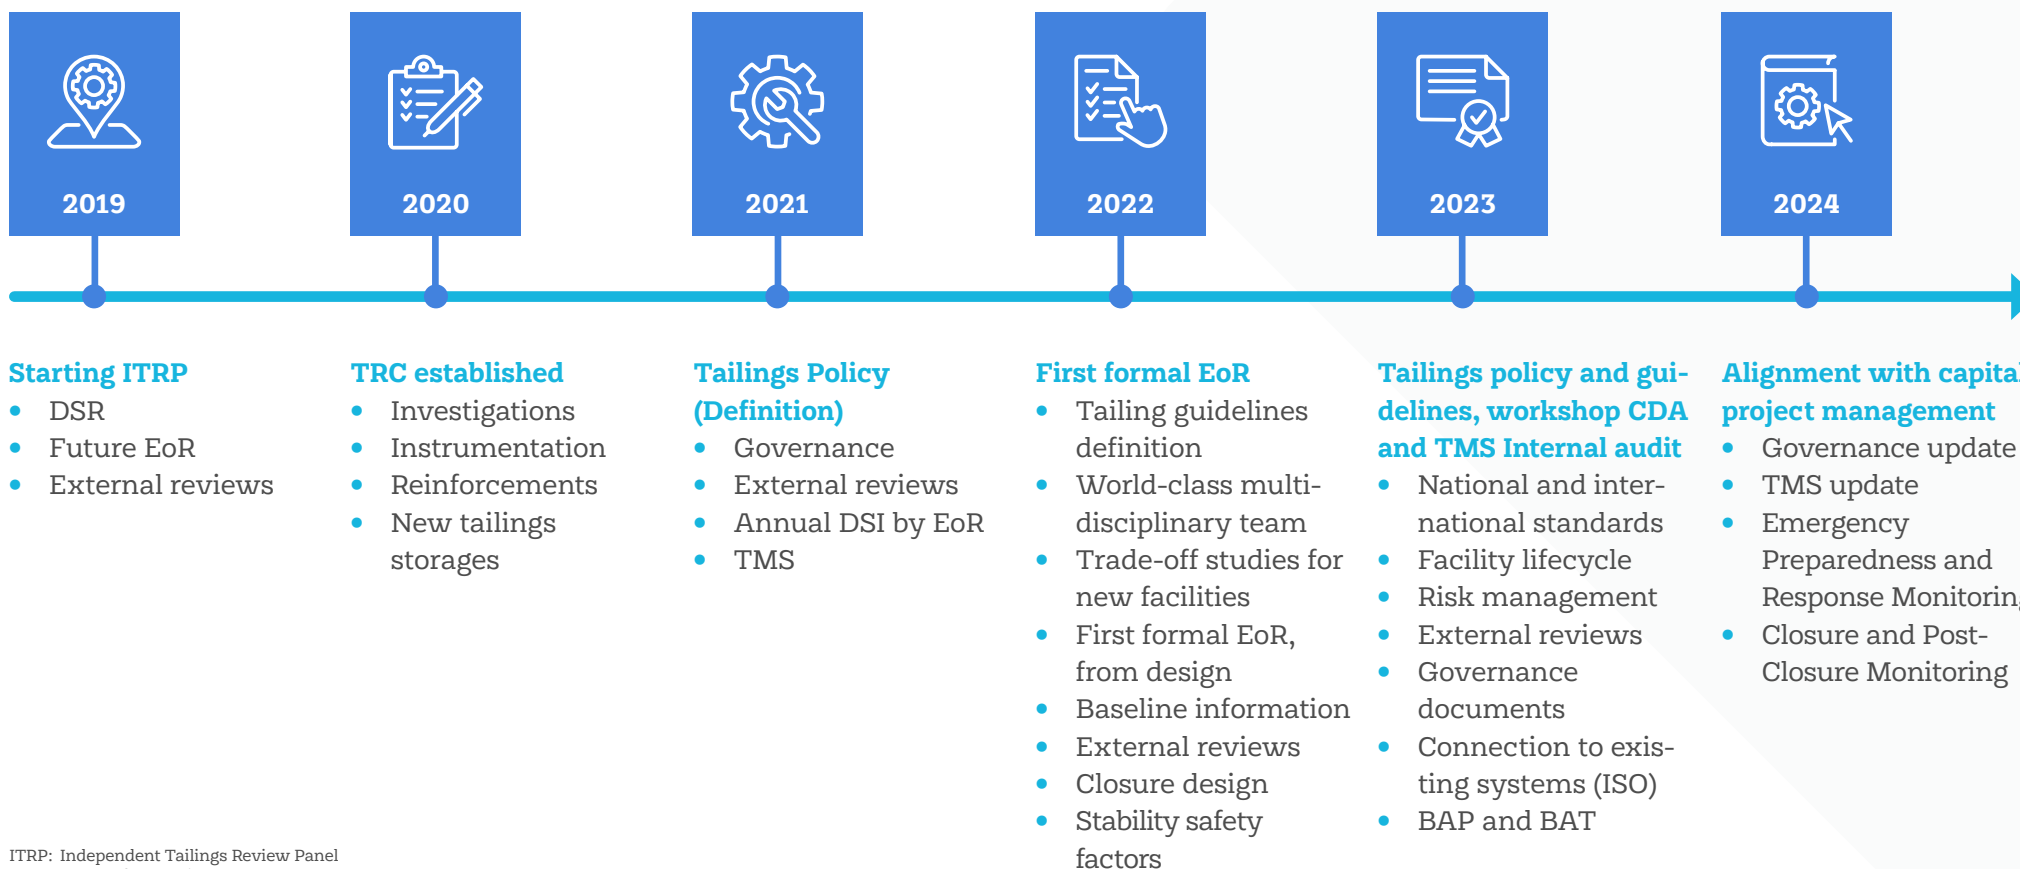 2019
2020
2021
2022
2023
2024
Starting ITRP
• DSR
• Future EoR
• External reviews
TRC established
• Investigations
• Instrumentation
• Reinforcements
• New tailings
storages
Tailings Policy
(Definition)
• Governance
• External reviews
• Annual DSI by EoR
• TMS
First formal EoR
• Tailing guidelines
definition
• World-class multi-
disciplinary team
• Trade-off studies for
new facilities
• First formal EoR,
from design
• Baseline information
• External reviews
• Closure design
• Stability safety
factors
Tailings policy and gui-
delines, workshop CDA
and TMS Internal audit
• National and inter-
national standards
• Facility lifecycle
• Risk management
• External reviews
• Governance
documents
• Connection to exis-
ting systems (ISO)
• BAP and BAT
Alignment with capital
project management
• Governance update
• TMS update
• Emergency
Preparedness and
Response Monitoring
• Closure and Post-
Closure Monitoring
ITRP: Independent Tailings Review Panel